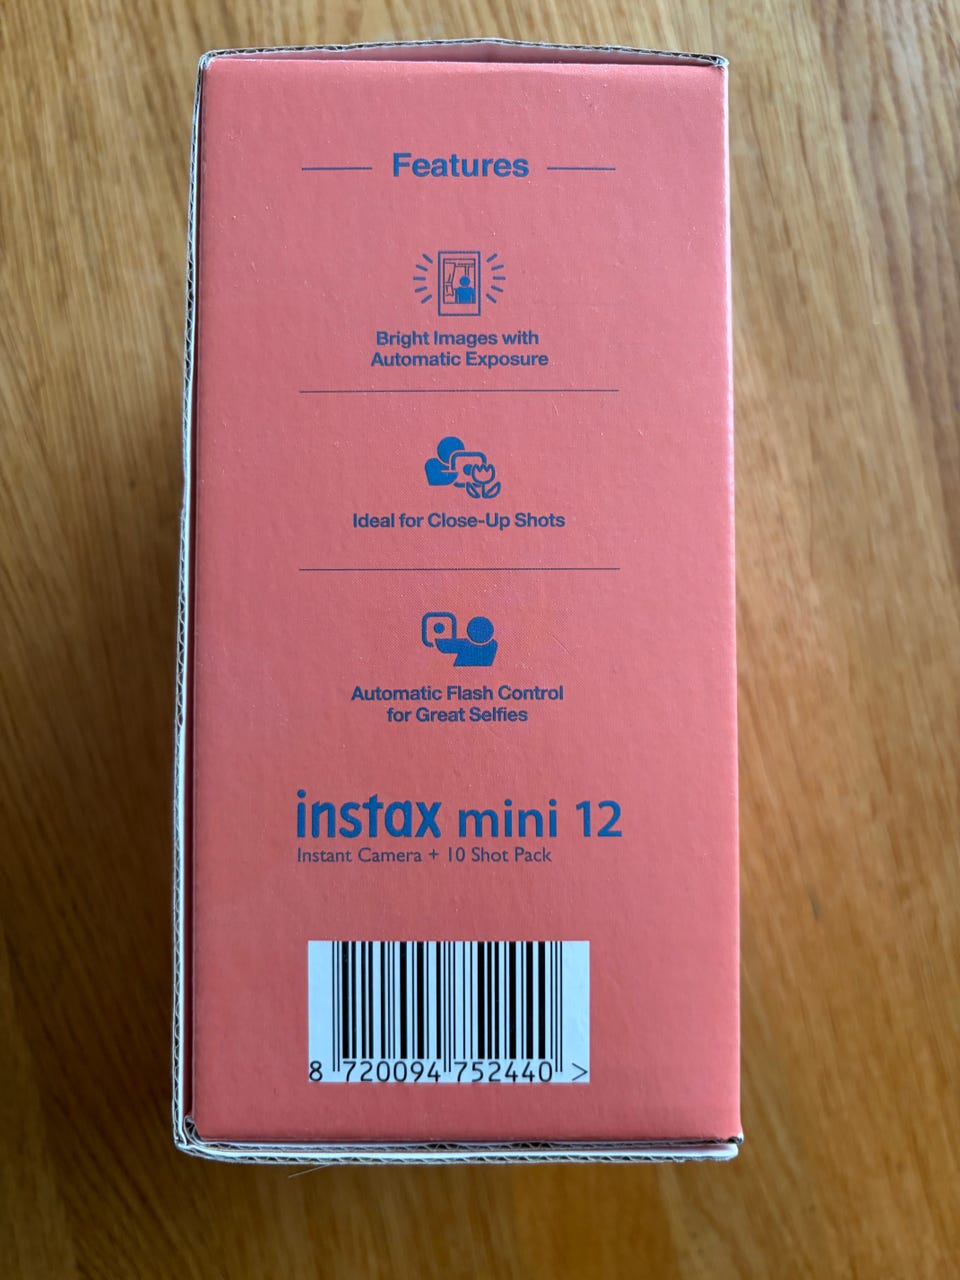 Features
Bright Images with
Automatic Exposure
Ideal for Close-Up Shots
Automatic Flash Control
for Great Selfies
instax mini 12
Instant Camera + 10 Shot Pack
8 720094 752440 >